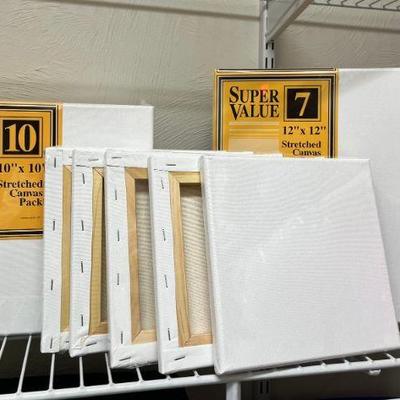 10
10" x 10"
Stretched
Canvas
Pack
SUPER
VALUE
7
12" x 12"
Stretched
Canvas